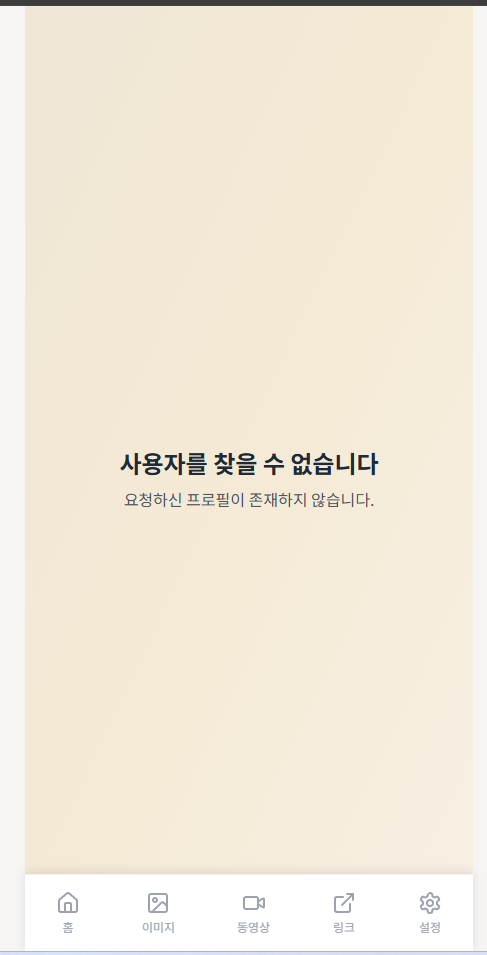 사용자를 찾을 수 없습니다
요청하신 프로필이 존재하지 않습니다.
홈 이미지 동영상 링크 설정